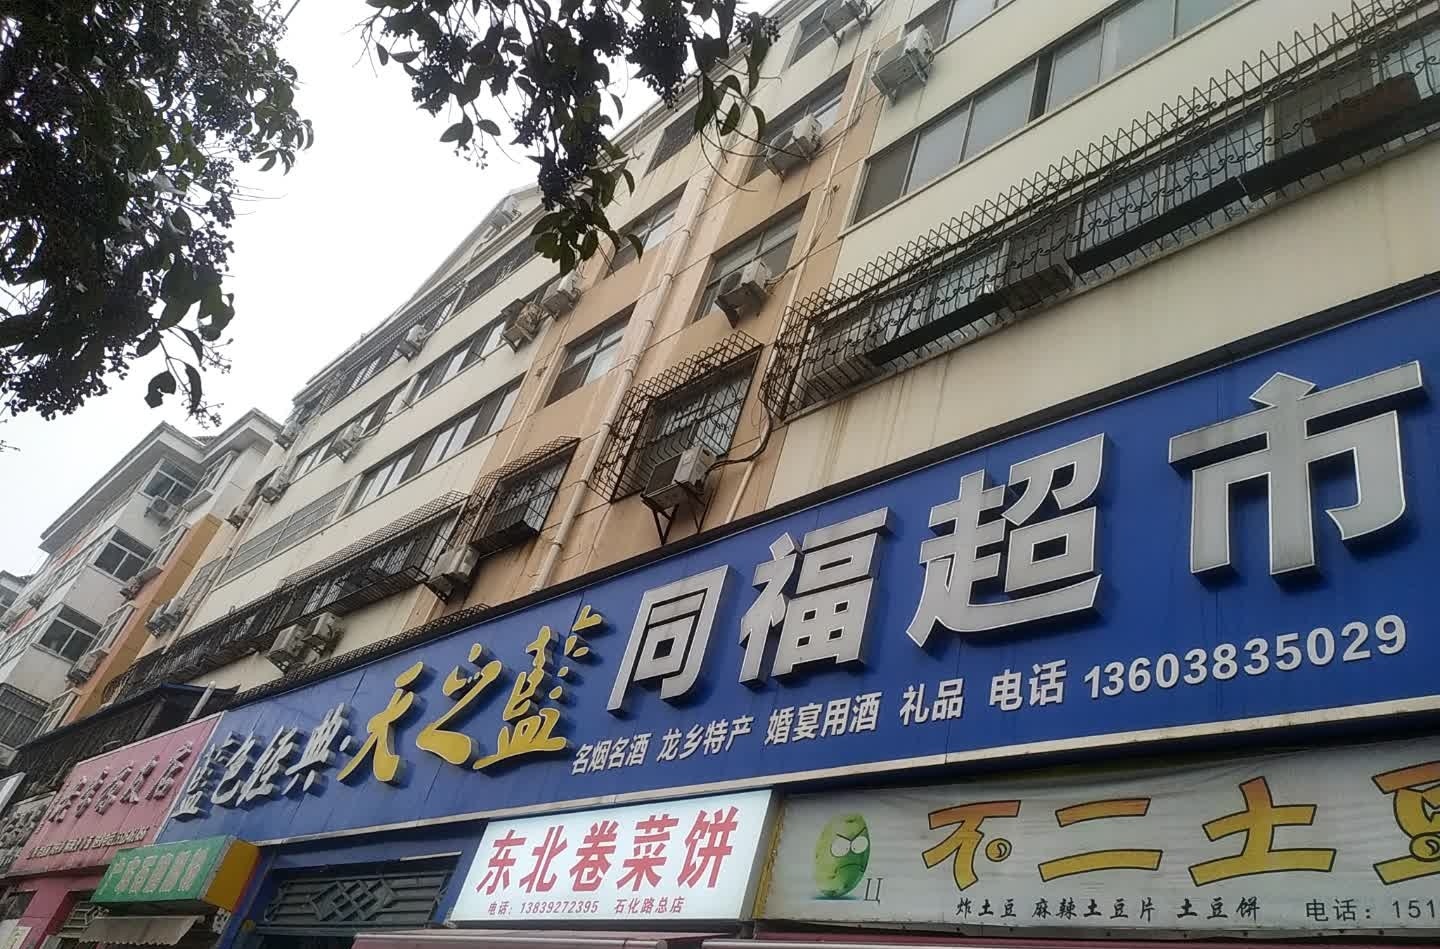 同福超市
蓝色经典·天之蓝
名烟名酒 龙乡特产 婚宴用酒 礼品 电话 13603835029
东北卷菜饼
电话：13839272395 石化路总店
不二土豆
炸土豆 麻辣土豆片 土豆饼 电话：151